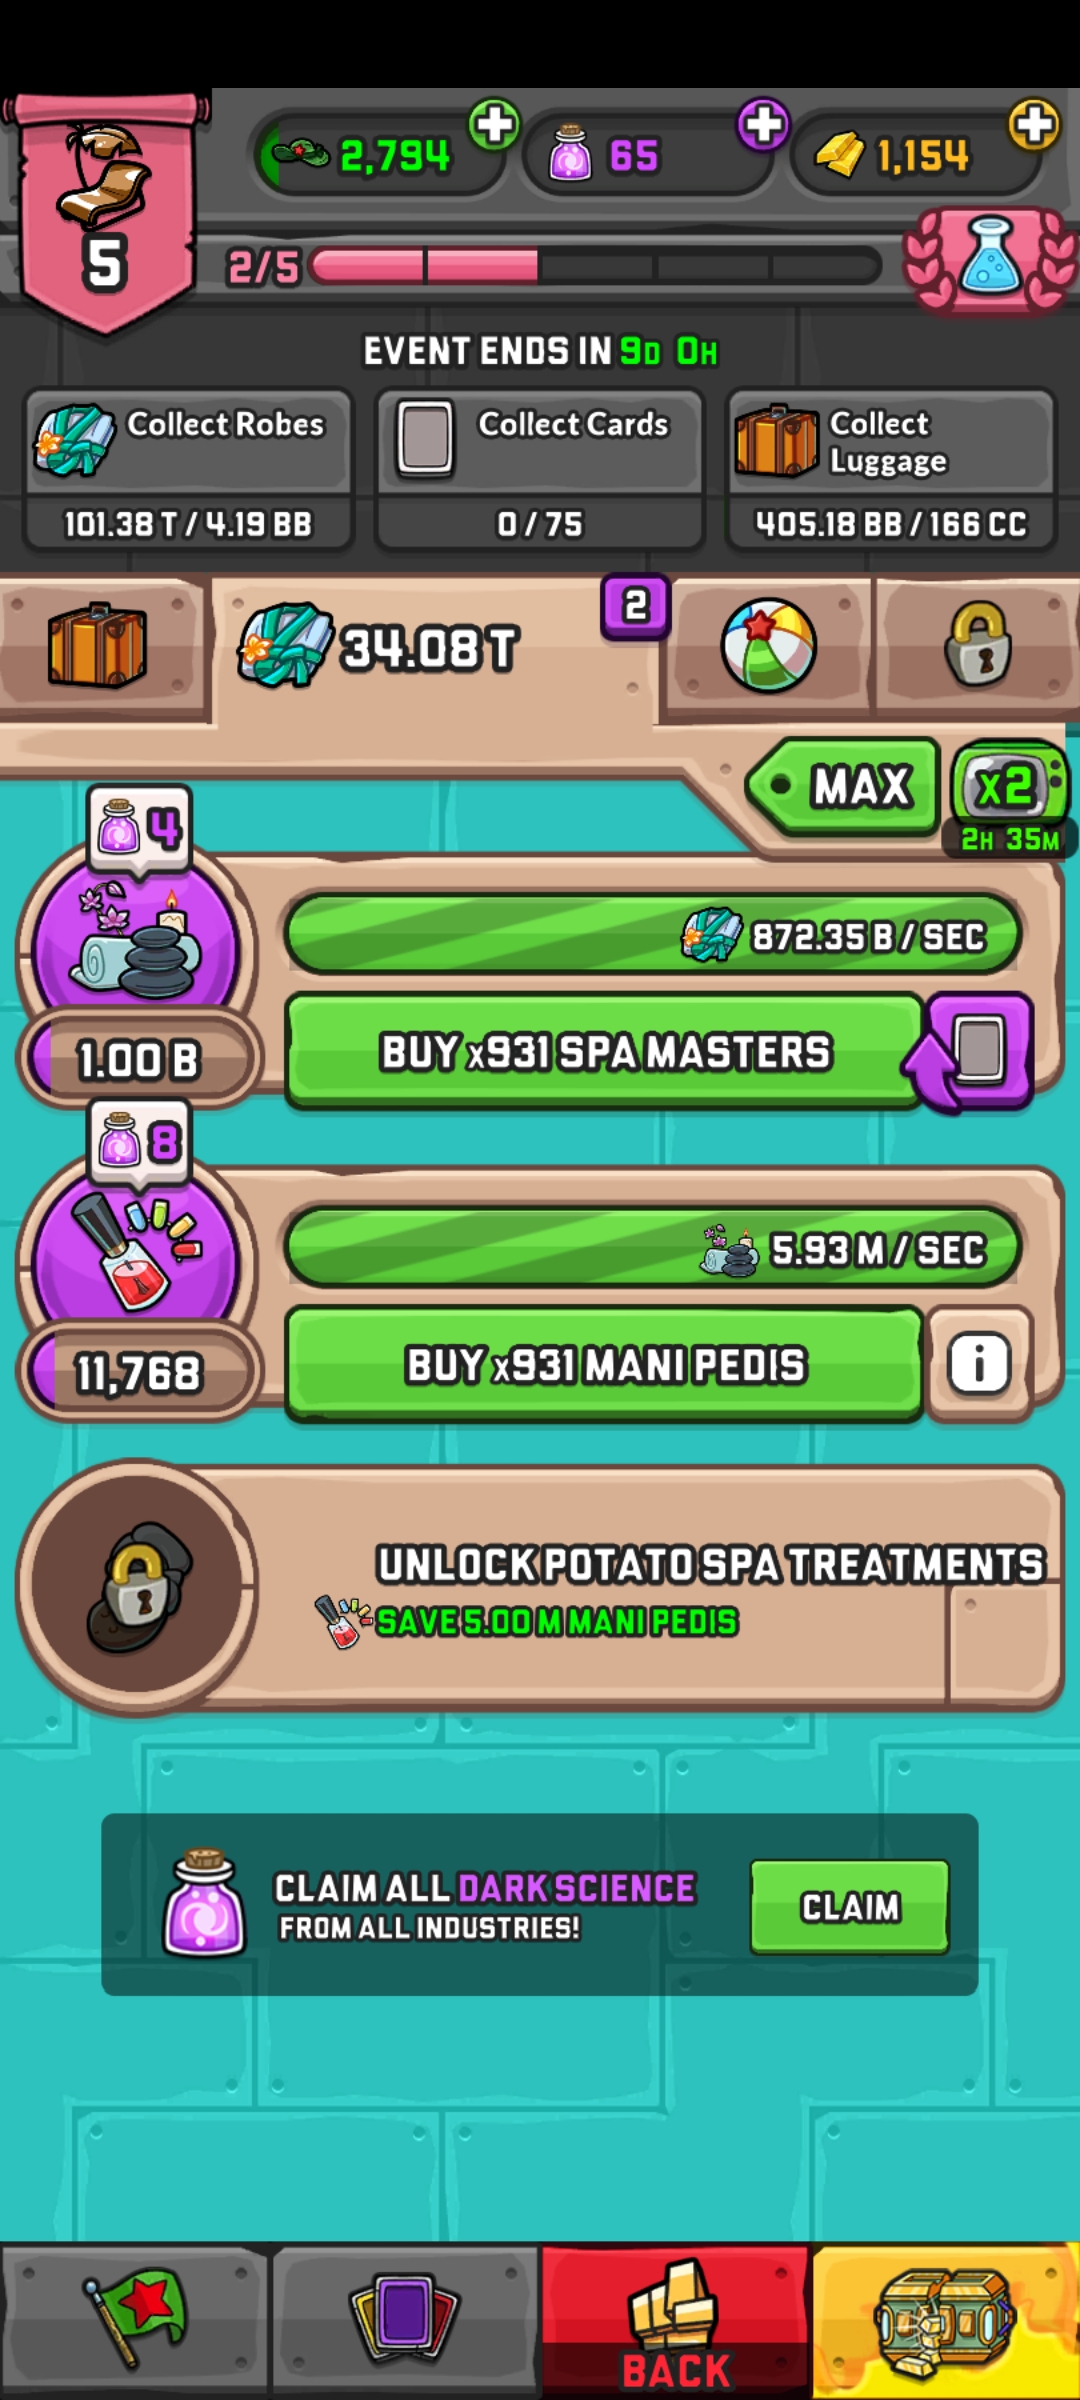 2,794
65
1,154
5
2/5
EVENT ENDS IN 9D 0H
Collect Robes
101.38 T / 4.19 BB
Collect Cards
0 / 75
Collect
Luggage
405.18 BB / 166 CC
34.08 T
2
MAX
x2
2H 35M
4
872.35 B / SEC
1.00 B
BUY x931 SPA MASTERS
8
5.93 M / SEC
11,768
BUY x931 MANI PEDIS
i
UNLOCK POTATO SPA TREATMENTS
SAVE 5.00 M MANI PEDIS
CLAIM ALL DARK SCIENCE
FROM ALL INDUSTRIES!
CLAIM
BACK